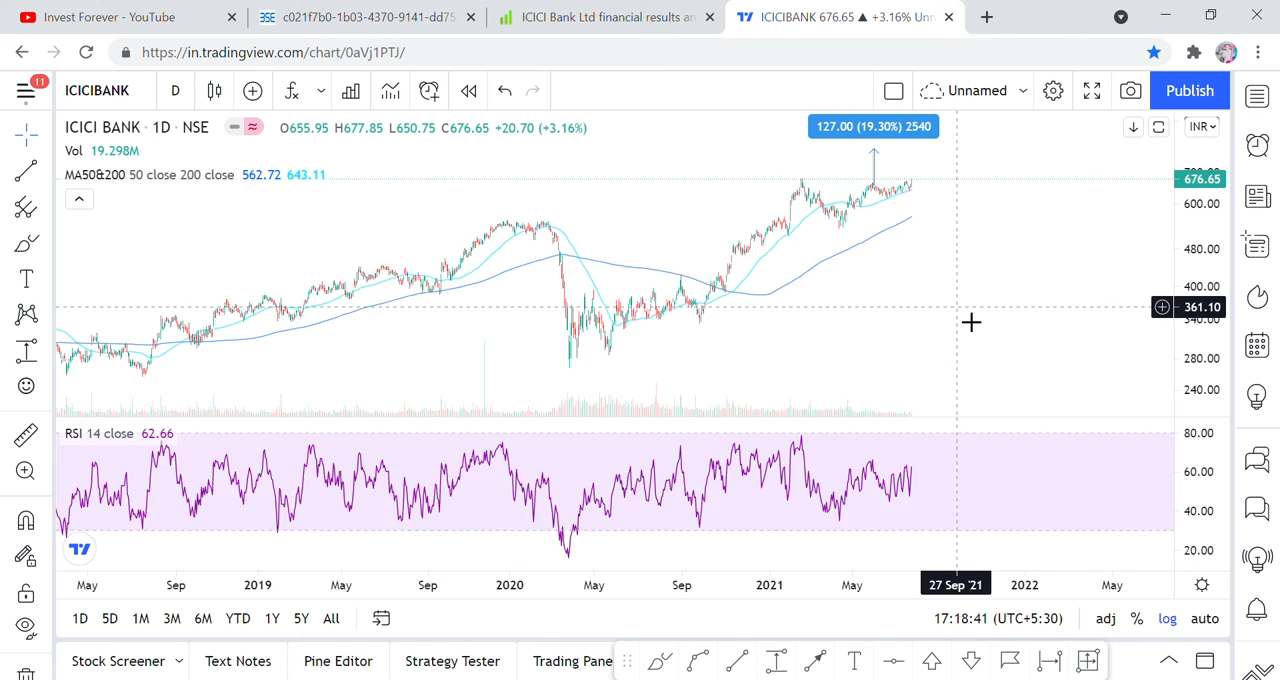 Invest Forever - YouTube
c021f7b0-1b03-4370-9141-dd75
ICICI Bank Ltd financial results an
ICICIBANK 676.65 ▲ +3.16% Unn
https://in.tradingview.com/chart/0aVj1PTJ/
11
ICICIBANK
D
Unnamed
Publish
ICICI BANK · 1D · NSE
O655.95 H677.85 L650.75 C676.65 +20.70 (+3.16%)
127.00 (19.30%) 2540
INR
Vol 19.298M
MA50&200 50 close 200 close 562.72 643.11
676.65
600.00
480.00
400.00
361.10
340.00
280.00
240.00
RSI 14 close 62.66
80.00
60.00
40.00
20.00
May
Sep
2019
May
Sep
2020
May
Sep
2021
May
27 Sep '21
2022
May
1D 5D 1M 3M 6M YTD 1Y 5Y All
17:18:41 (UTC+5:30)
adj % log auto
Stock Screener
Text Notes
Pine Editor
Strategy Tester
Trading Pane